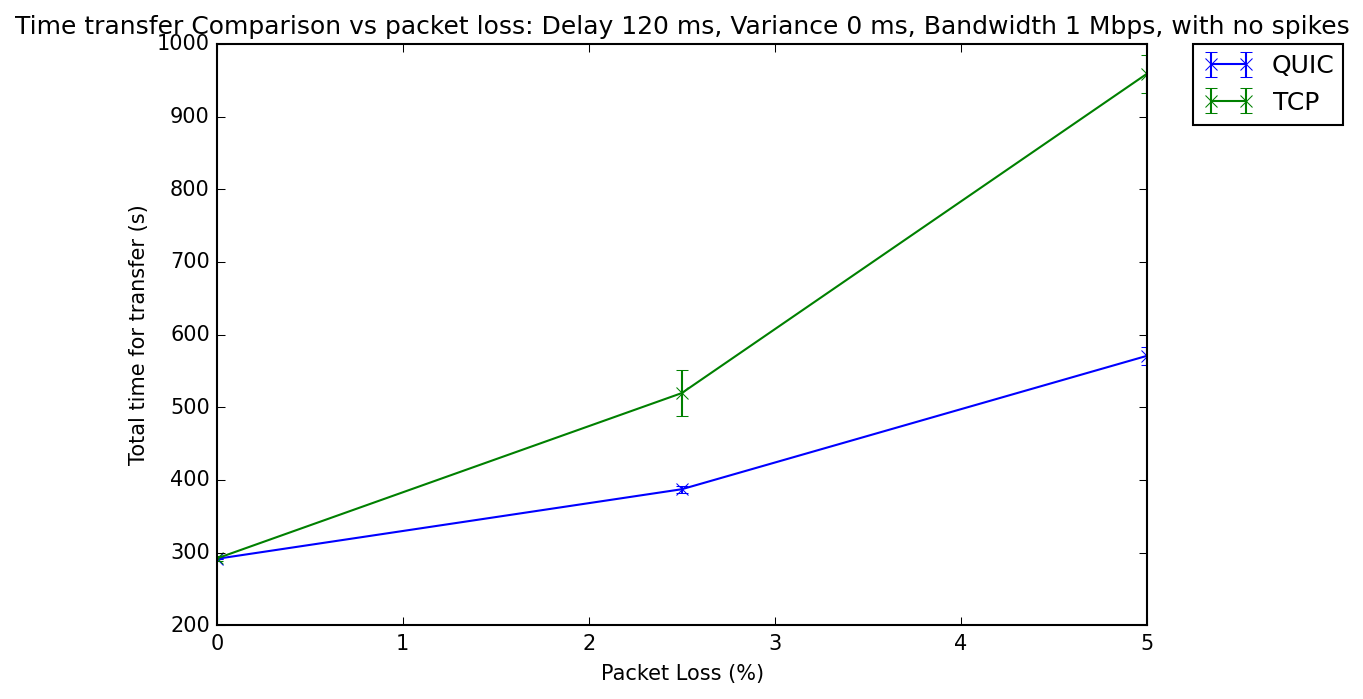 Time transfer Comparison vs packet loss: Delay 120 ms, Variance 0 ms, Bandwidth 1 Mbps, with no spikes
QUIC
TCP
1000
900
800
700
600
500
400
300
200
Total time for transfer (s)
0 1 2 3 4 5
Packet Loss (%)